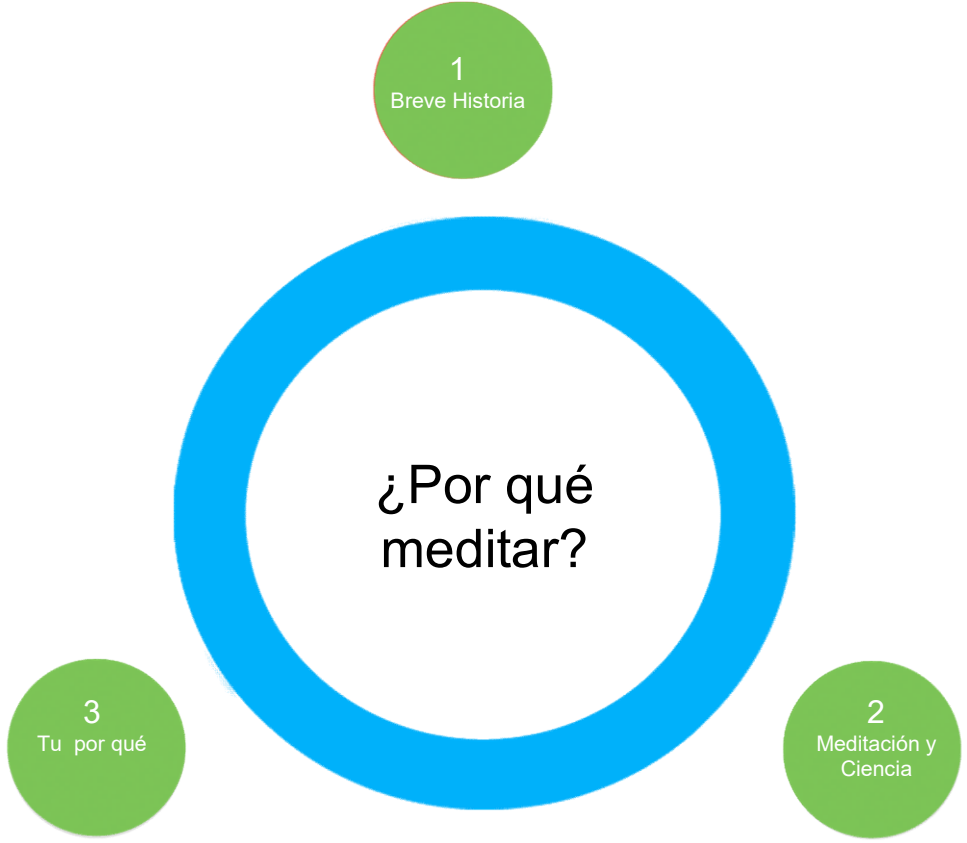 1
Breve Historia
¿Por qué
meditar?
3
Tu por qué
2
Meditación y
Ciencia